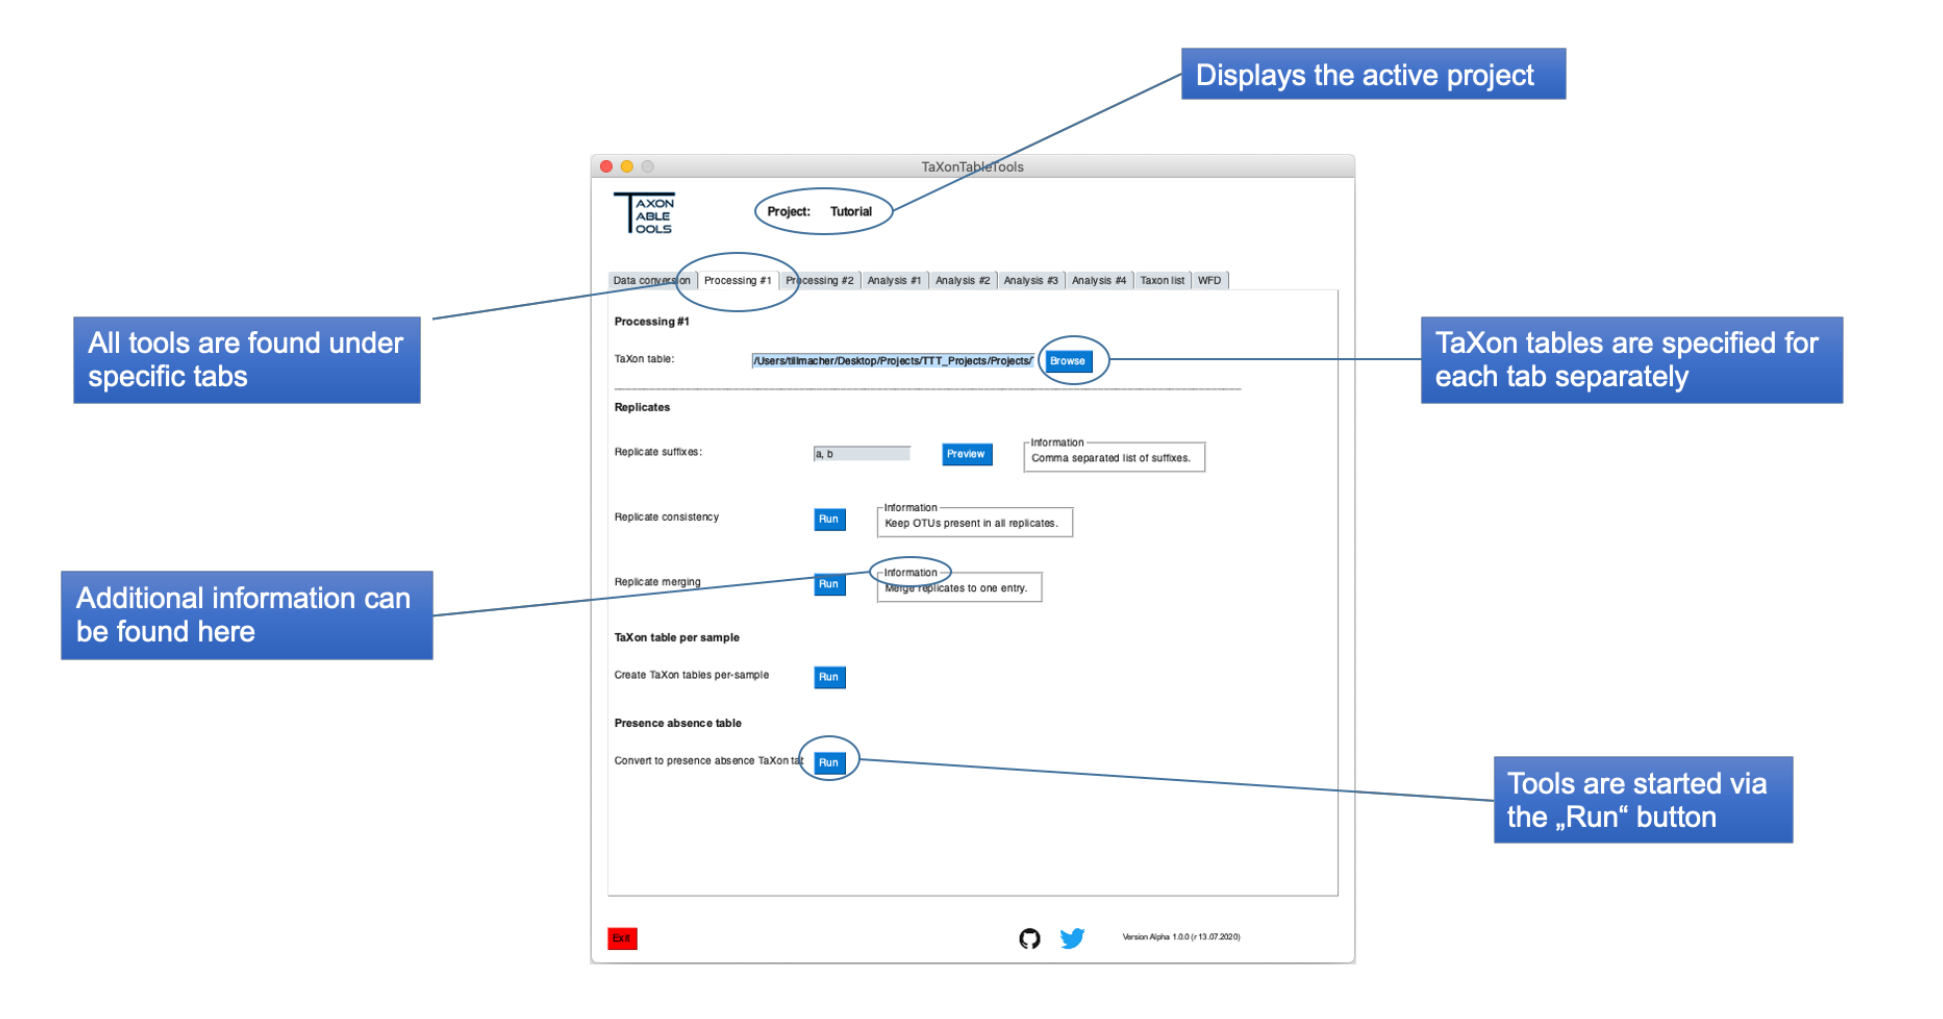 Displays the active project
TaXonTableTools
TAXON
TABLE
TOOLS
Project: Tutorial
Data conversion Processing #1 Processing #2 Analysis #1 Analysis #2 Analysis #3 Analysis #4 Taxon list WFD
Processing #1
All tools are found under
specific tabs
TaXon tables are specified for
each tab separately
TaXon table: /Users/tillmacher/Desktop/Projects/TTT_Projects/Projects/ Browse
Replicates
Information
Replicate suffixes: a, b Preview Comma separated list of suffixes.
Information
Replicate consistency Run Keep OTUs present in all replicates.
Information
Replicate merging Run Merge replicates to one entry.
Additional information can
be found here
TaXon table per sample
Create TaXon tables per-sample Run
Presence absence table
Convert to presence absence TaXon tat Run
Tools are started via
the „Run“ button
Exit Version Alpha 1.0.0 (r 13.07.2020)